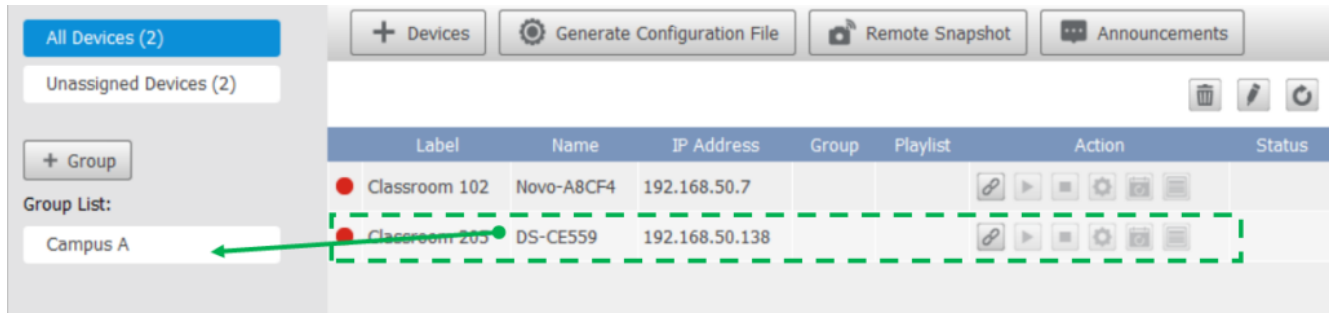 All Devices (2)
Unassigned Devices (2)
+ Group
Group List:
Campus A
+ Devices
Generate Configuration File
Remote Snapshot
Announcements
Label Name IP Address Group Playlist Action Status
Classroom 102 Novo-A8CF4 192.168.50.7
Classroom 205 DS-CE559 192.168.50.138